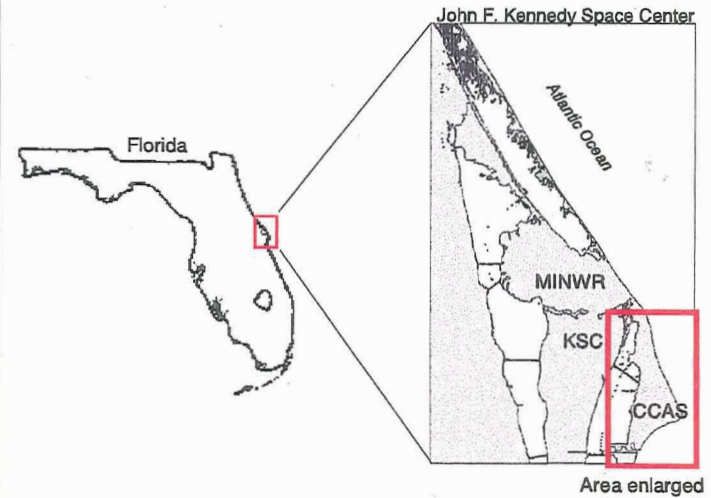 John F. Kennedy Space Center
Florida
Atlantic Ocean
MINWR
KSC
CCAS
Area enlarged